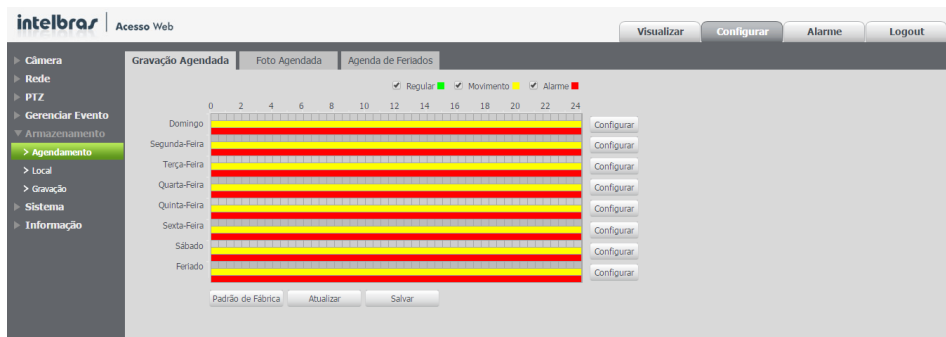 intelbras Acesso Web
Visualizar Configurar Alarme Logout
Câmera
Rede
PTZ
Gerenciar Evento
Armazenamento
> Agendamento
> Local
> Gravação
Sistema
Informação
Gravação Agendada Foto Agendada Agenda de Feriados
Regular Movimento Alarme
0 2 4 6 8 10 12 14 16 18 20 22 24
Domingo Configurar
Segunda-Feira Configurar
Terça-Feira Configurar
Quarta-Feira Configurar
Quinta-Feira Configurar
Sexta-Feira Configurar
Sábado Configurar
Feriado Configurar
Padrão de Fábrica Atualizar Salvar